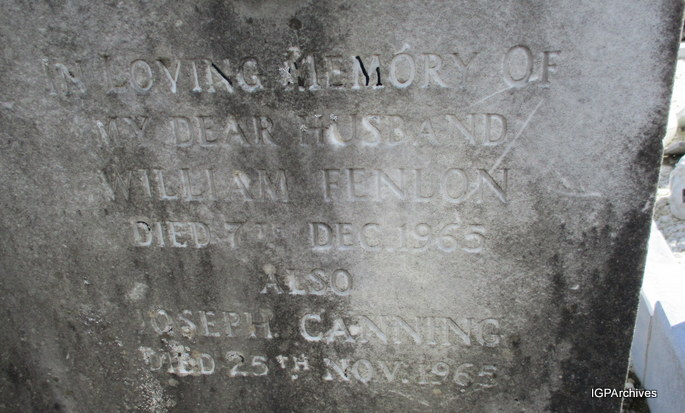 IN LOVING MEMORY OF
MY DEAR HUSBAND
WILLIAM FENLON
DIED 7TH DEC. 1965
ALSO
JOSEPH CANNING
DIED 25TH NOV. 1965
IGPArchives